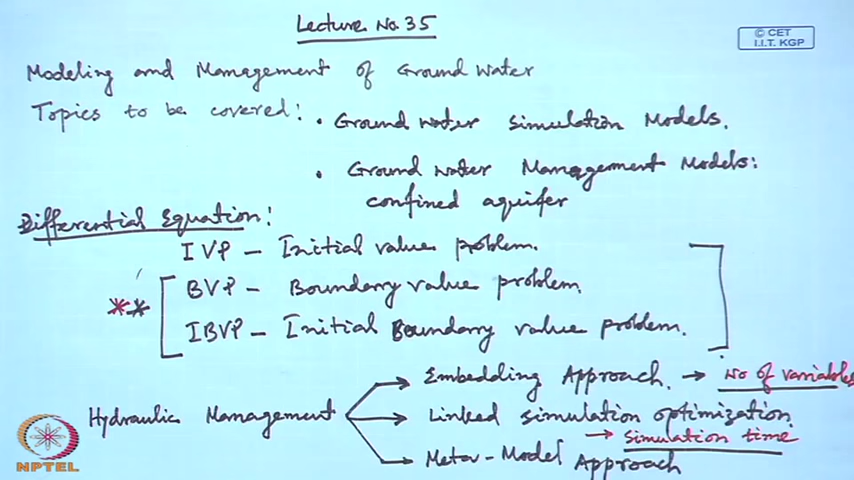 Lecture No. 35
© CET
I.I.T. KGP
Modeling and Management of Ground Water
Topics to be covered:
• Ground water simulation Models.
• Ground water Management Models:
confined aquifer
Differential Equation:
IVP – Initial value problem.
** BVP – Boundary value problem.
IBVP – Initial Boundary value problem.
Hydraulic Management
Embedding Approach. → No of variables
Linked simulation optimization.
→ simulation time
Meta-Model Approach
NPTEL